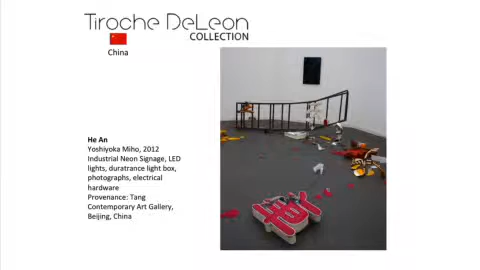 Tiroche DeLeon
COLLECTION
China
He An
Yoshiyoka Miho, 2012
Industrial Neon Signage, LED
lights, duratrance light box,
photographs, electrical
hardware
Provenance: Tang
Contemporary Art Gallery,
Beijing, China